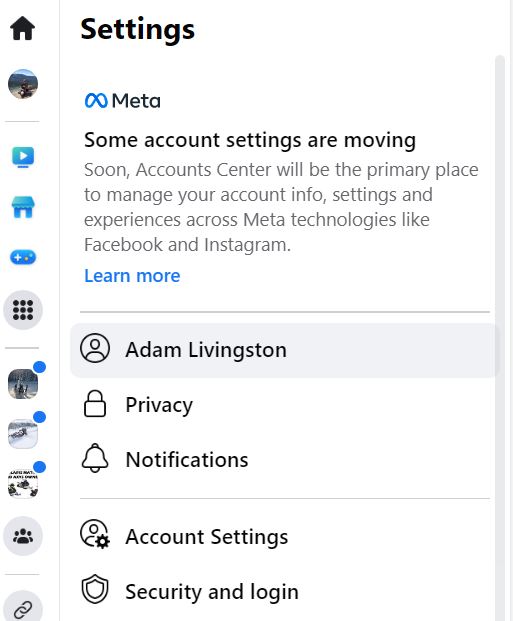 Settings
Meta
Some account settings are moving
Soon, Accounts Center will be the primary place
to manage your account info, settings and
experiences across Meta technologies like
Facebook and Instagram.
Learn more
Adam Livingston
Privacy
Notifications
Account Settings
Security and login